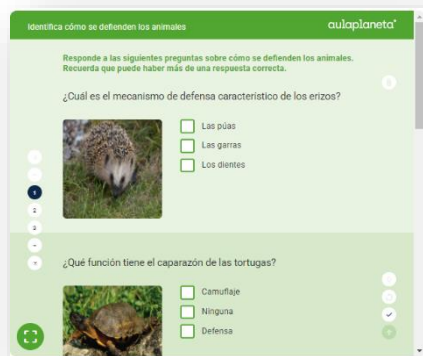 Identifica cómo se defienden los animales
aulaplaneta
Responde a las siguientes preguntas sobre cómo se defienden los animales.
Recuerda que puede haber más de una respuesta correcta.
¿Cuál es el mecanismo de defensa característico de los erizos?
Las púas
Las garras
Los dientes
1
2
3
¿Qué función tiene el caparazón de las tortugas?
Camuflaje
Ninguna
Defensa